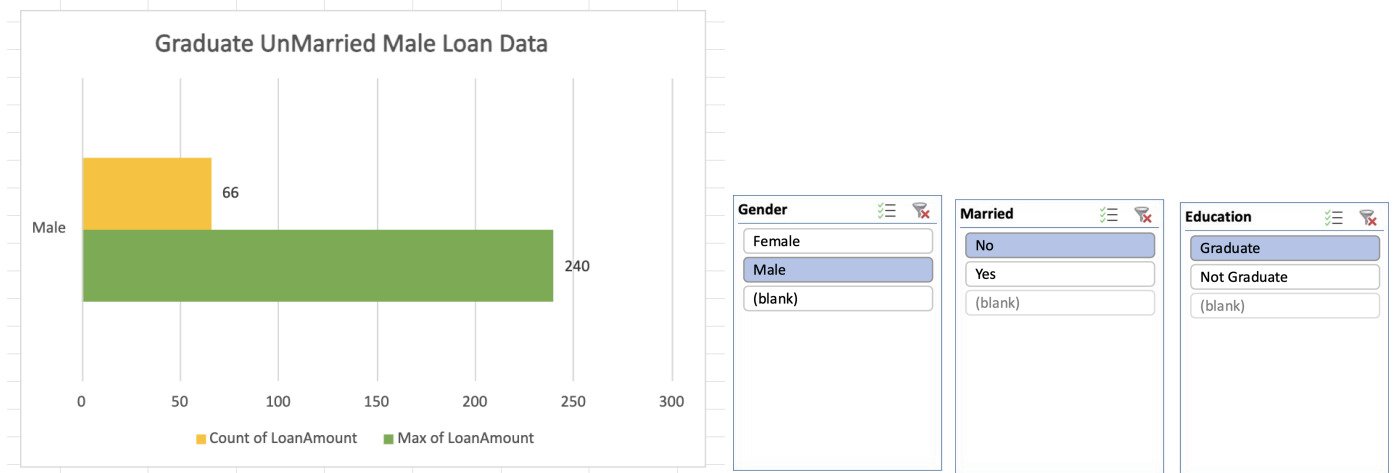 Graduate UnMarried Male Loan Data
66
Male
240
0 50 100 150 200 250 300
Count of LoanAmount Max of LoanAmount
Gender
Female
Male
(blank)
Married
No
Yes
(blank)
Education
Graduate
Not Graduate
(blank)